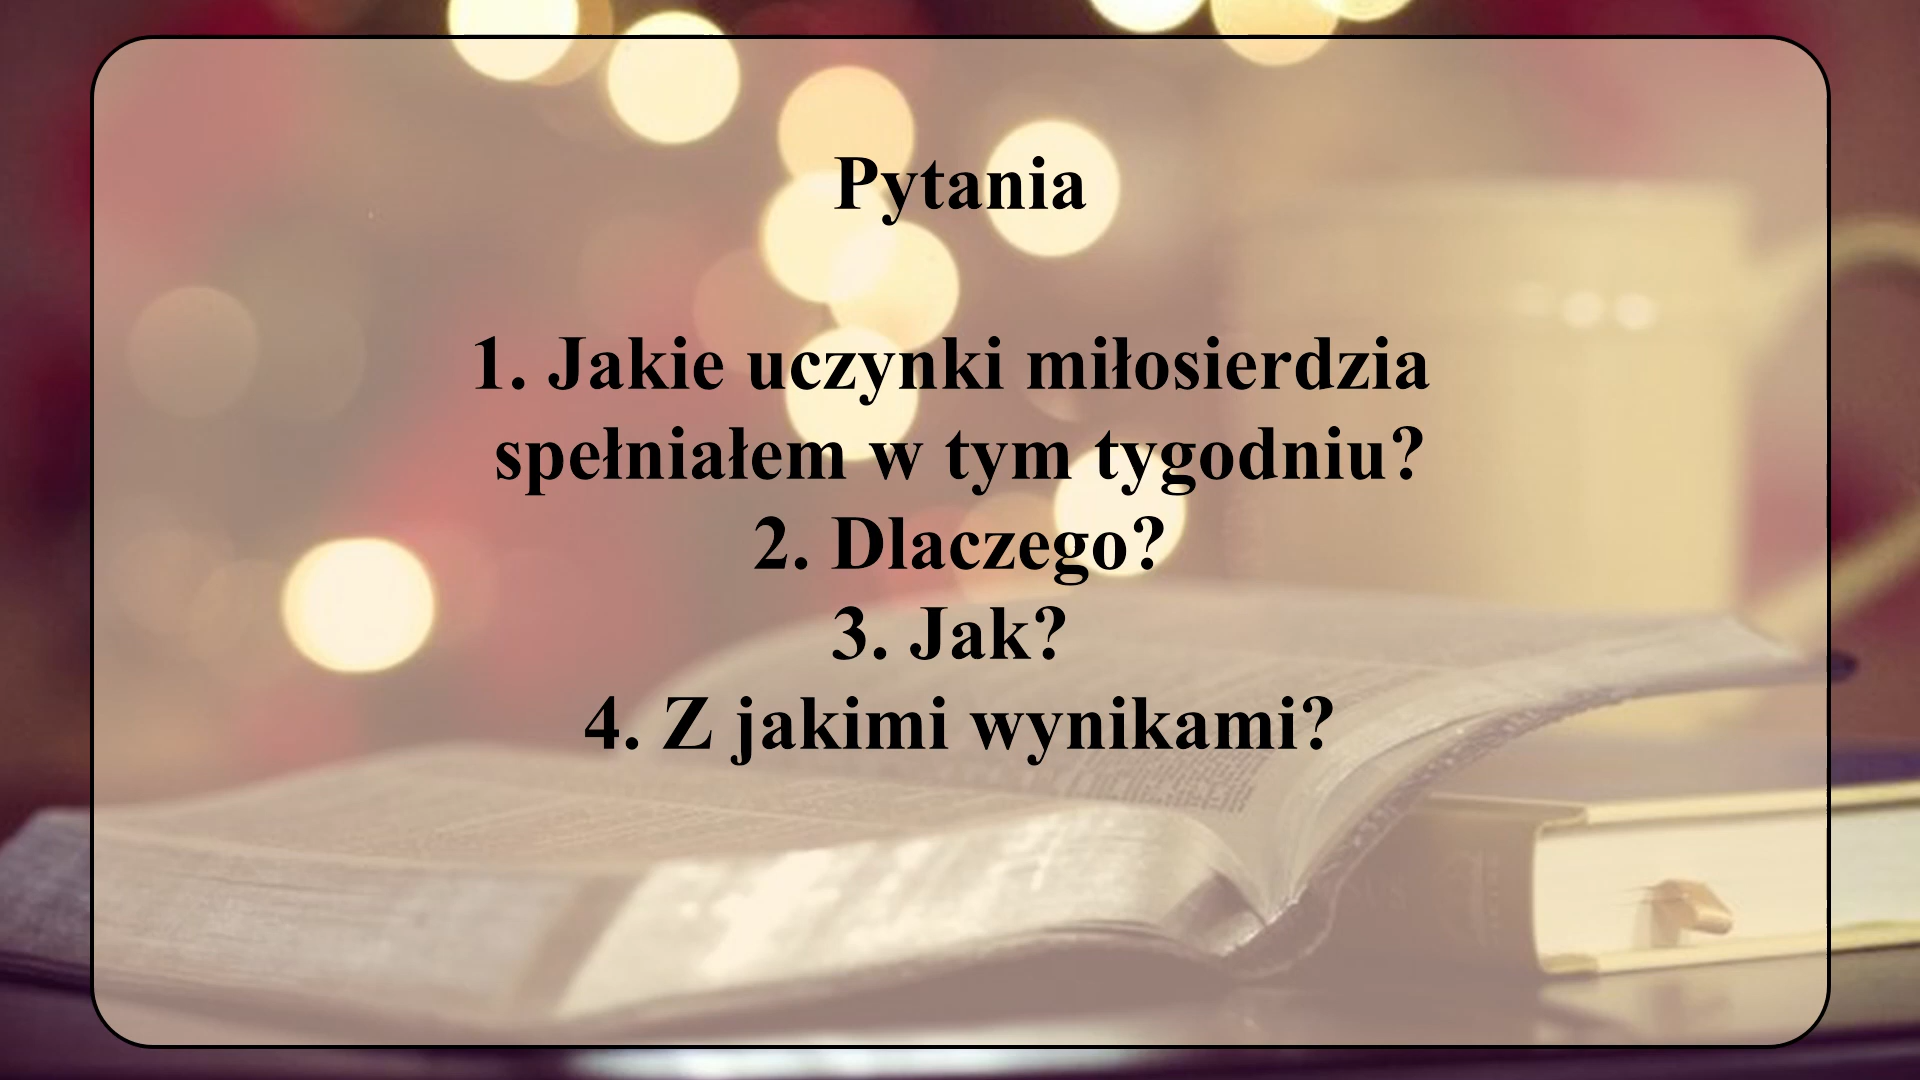 Pytania
1. Jakie uczynki miłosierdzia
spełniałem w tym tygodniu?
2. Dlaczego?
3. Jak?
4. Z jakimi wynikami?